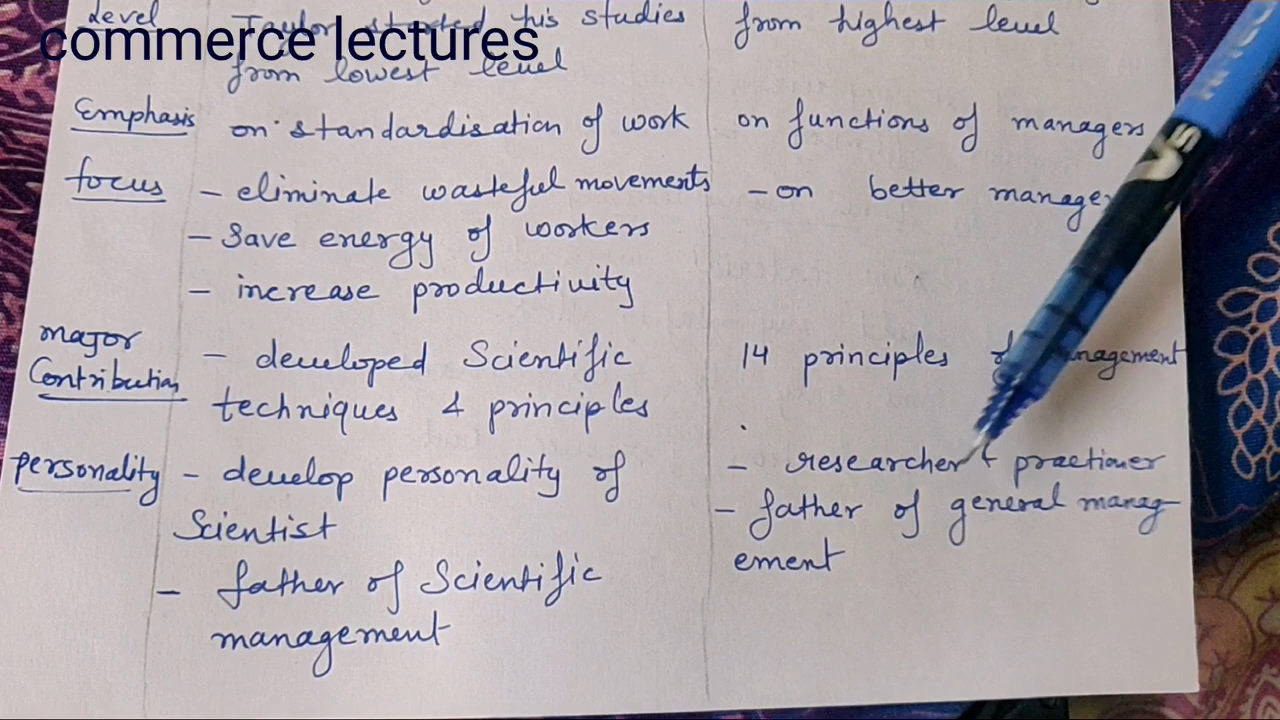 commerce lectures
level Taylor started his studies from highest level
from lowest level
Emphasis on standardisation of work on functions of managers
focus – eliminate wasteful movements – on better manage
– Save energy of workers
– increase productivity
major
Contribution – developed Scientific 14 principles of nagement
techniques & principles
personality – develop personality of – researcher & practioner
Scientist – father of general manag-
ement
– father of Scientific
management